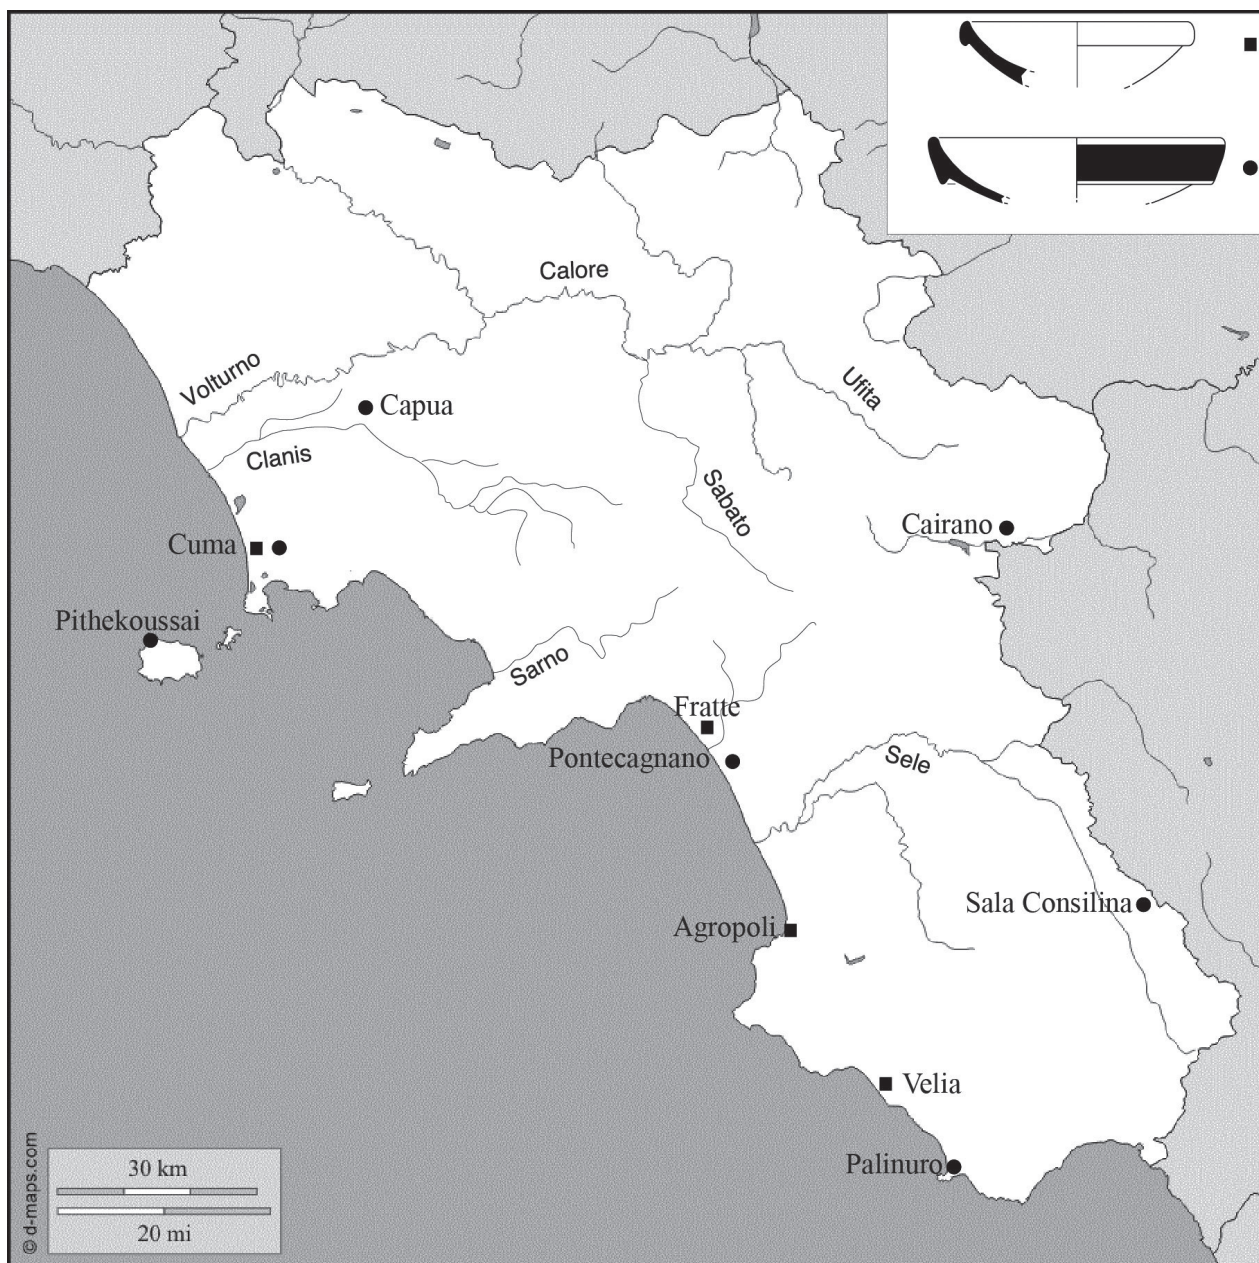 Calore
Volturno
Ufita
Capua
Clanis
Sabato
Cairano
Cuma
Pithekoussai
Sarno
Fratte
Pontecagnano
Sele
Sala Consilina
Agropoli
Velia
Palinuro
30 km
20 mi
© d-maps.com